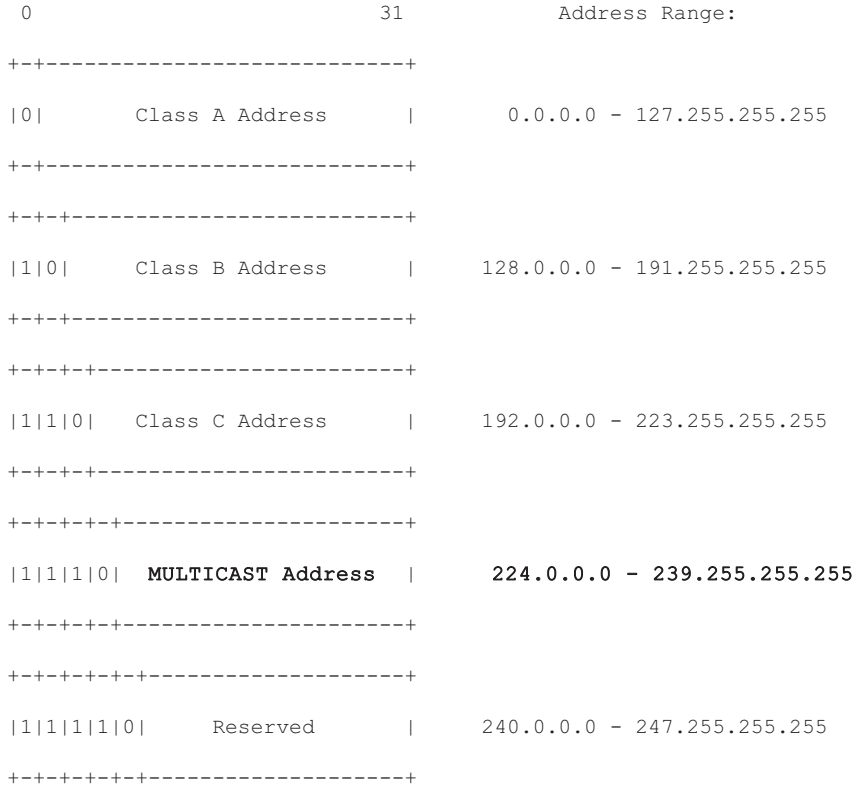 0                           31            Address Range:
+-+----------------------------+
|0|       Class A Address      |       0.0.0.0 - 127.255.255.255
+-+----------------------------+
+-+-+--------------------------+
|1|0|     Class B Address      |     128.0.0.0 - 191.255.255.255
+-+-+--------------------------+
+-+-+-+------------------------+
|1|1|0|   Class C Address      |     192.0.0.0 - 223.255.255.255
+-+-+-+------------------------+
+-+-+-+-+----------------------+
|1|1|1|0|  MULTICAST Address  |      224.0.0.0 - 239.255.255.255
+-+-+-+-+----------------------+
+-+-+-+-+-+--------------------+
|1|1|1|1|0|     Reserved       |     240.0.0.0 - 247.255.255.255
+-+-+-+-+-+--------------------+